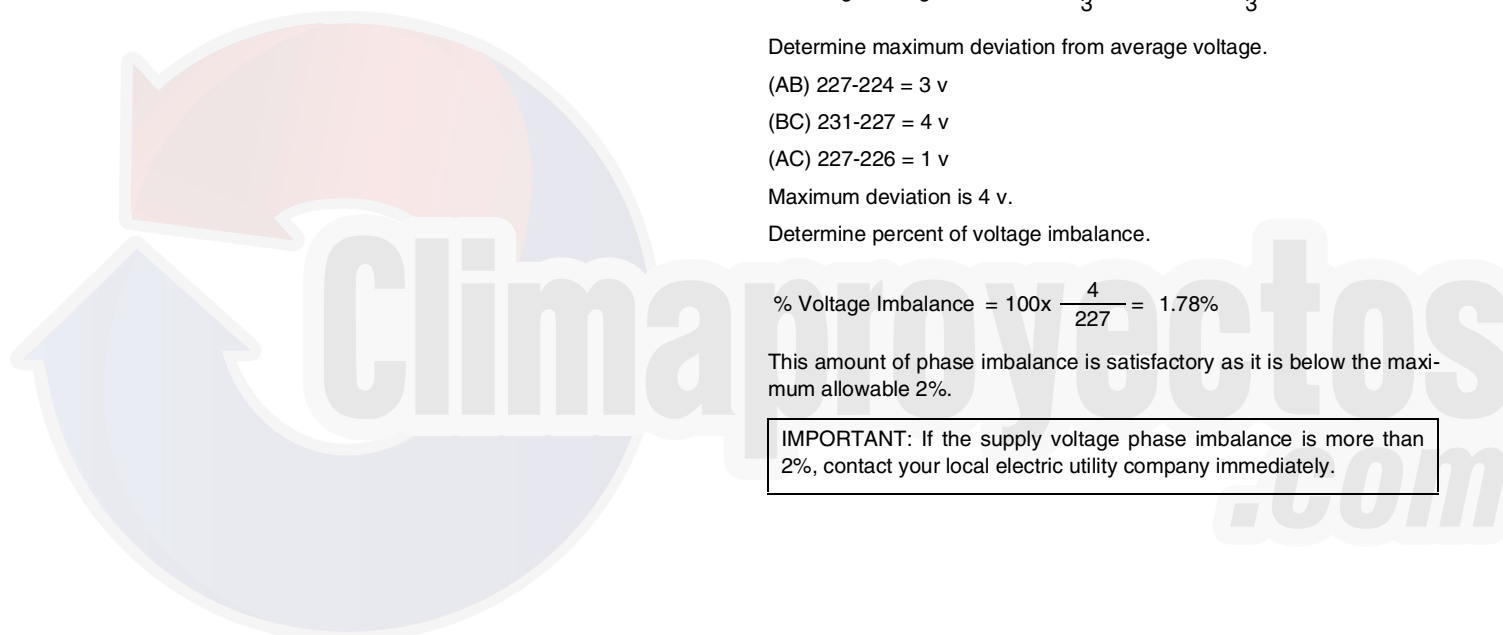 3 3
Determine maximum deviation from average voltage.
(AB) 227-224 = 3 v
(BC) 231-227 = 4 v
(AC) 227-226 = 1 v
Maximum deviation is 4 v.
Determine percent of voltage imbalance.
% Voltage Imbalance = 100x 4
227
= 1.78%
This amount of phase imbalance is satisfactory as it is below the maxi-
mum allowable 2%.
IMPORTANT: If the supply voltage phase imbalance is more than
2%, contact your local electric utility company immediately.
Climaproyectos
.com